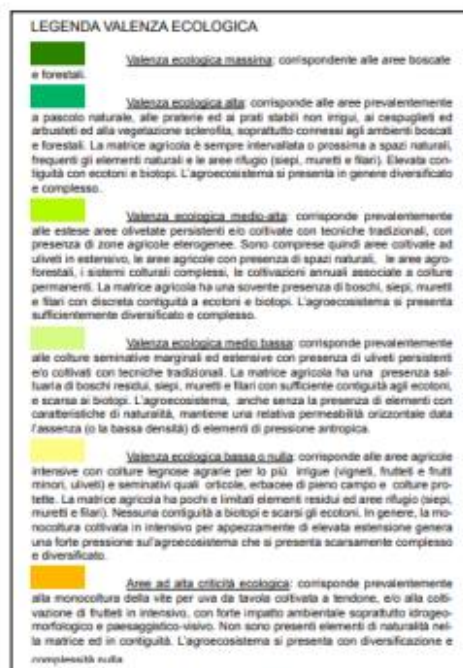 LEGENDA VALENZA ECOLOGICA
Valenza ecologica massima: corrispondente alle aree boscate
e forestali.
Valenza ecologica alta: corrisponde alle aree prevalentemente
a pascolo naturale, alle praterie ed ai prati stabili non irrigui, ai cespuglieti ed
arbusteti ed alla vegetazione sclerofila, soprattutto connessi agli ambienti boscati
e forestali. La matrice agricola è sempre intervallata o prossima a spazi naturali,
frequenti gli elementi naturali e le aree rifugio (siepi, muretti e filari). Elevata con-
tiguità con ecotoni e biotopi. L'agroecosistema si presenta in genere diversificato
e complesso.
Valenza ecologica medio-alta: corrisponde prevalentemente
alle estese aree olivetate persistenti e/o coltivate con tecniche tradizionali, con
presenza di zone agricole eterogenee. Sono comprese quindi aree coltivate ad
uliveti in estensivo, le aree agricole con presenza di spazi naturali, le aree agro-
forestali, i sistemi colturali complessi, le coltivazioni annuali associate a colture
permanenti. La matrice agricola ha una sovente presenza di boschi, siepi, muretti
e filari con discreta contiguità a ecotoni e biotopi. L'agroecosistema si presenta
sufficientemente diversificato e complesso.
Valenza ecologica medio bassa: corrisponde prevalentemente
alle colture seminative marginali ed estensive con presenza di uliveti persistenti
e/o coltivati con tecniche tradizionali. La matrice agricola ha una presenza sal-
tuaria di boschi residui, siepi, muretti e filari con sufficiente contiguità agli ecotoni,
e scarsa ai biotopi. L'agroecosistema, anche senza la presenza di elementi con
caratteristiche di naturalità, mantiene una relativa permeabilità orizzontale data
l'assenza (o la bassa densità) di elementi di pressione antropica.
Valenza ecologica bassa o nulla: corrisponde alle aree agricole
intensive con colture legnose agrarie per lo più irrigue (vigneti, frutteti e frutti
minori, uliveti) e seminativi quali orticole, erbacee di pieno campo e colture pro-
tette. La matrice agricola ha pochi e limitati elementi residui ed aree rifugio (siepi,
muretti e filari). Nessuna contiguità a biotopi e scarsi gli ecotoni. In genere, la mo-
nocoltura coltivata in intensivo per appezzamenti di elevata estensione genera
una forte pressione sull'agroecosistema che si presenta scarsamente complesso
e diversificato.
Aree ad alta criticità ecologica: corrisponde prevalentemente
alla monocoltura della vite per uva da tavola coltivata a tendone, e/o alla colti-
vazione di frutteti in intensivo, con forte impatto ambientale soprattutto idrogeo-
morfologico e paesaggistico-visivo. Non sono presenti elementi di naturalità nel-
la matrice ed in contiguità. L'agroecosistema si presenta con diversificazione e
complessità nulla